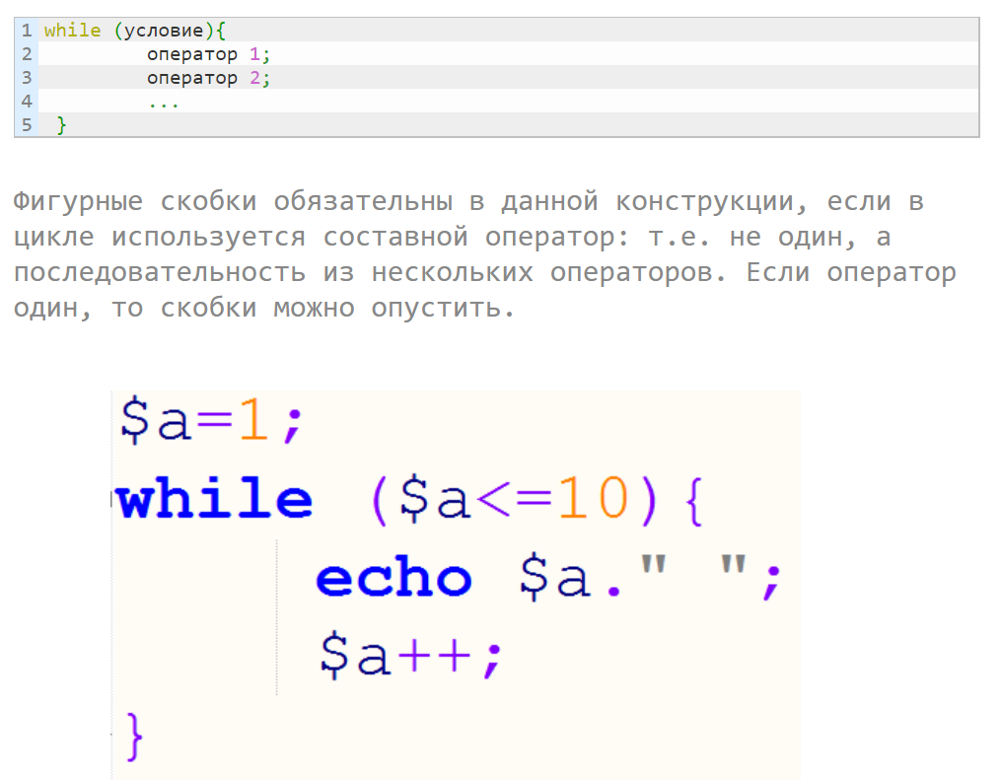 1 while (условие){
2 оператор 1;
3 оператор 2;
4 ...
5 }
Фигурные скобки обязательны в данной конструкции, если в
цикле используется составной оператор: т.е. не один, а
последовательность из нескольких операторов. Если оператор
один, то скобки можно опустить.
$a=1;
while ($a<=10){
echo $a." ";
$a++;
}